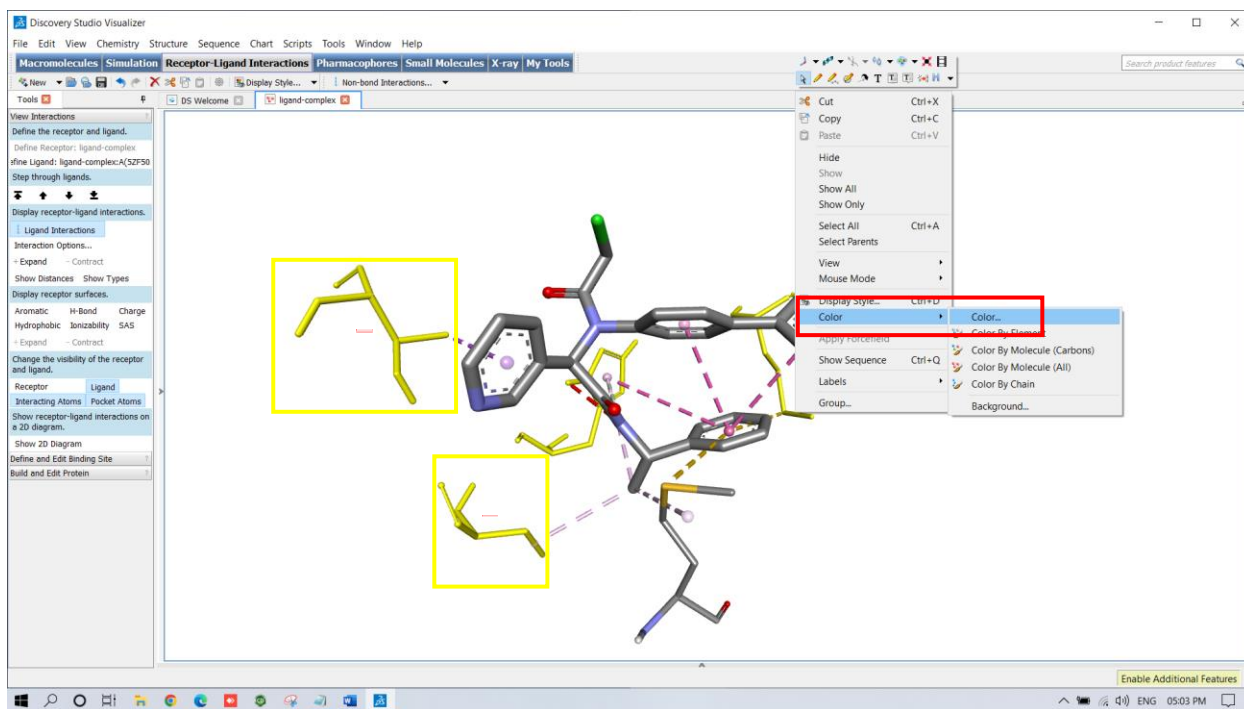 Discovery Studio Visualizer
File Edit View Chemistry Structure Sequence Chart Scripts Tools Window Help
Macromolecules Simulation Receptor-Ligand Interactions Pharmacophores Small Molecules X-ray My Tools
Search product features
New Display Style... Non-bond Interactions...
Tools
DS Welcome ligand-complex
View Interactions
Define the receptor and ligand.
Define Receptor: ligand-complex
efine Ligand: ligand-complex:A(5ZF50
Step through ligands.
Display receptor-ligand interactions.
Ligand Interactions
Interaction Options...
+ Expand - Contract
Show Distances Show Types
Display receptor surfaces.
Aromatic H-Bond Charge
Hydrophobic Ionizability SAS
+ Expand - Contract
Change the visibility of the receptor
and ligand.
Receptor Ligand
Interacting Atoms Pocket Atoms
Show receptor-ligand interactions on
a 2D diagram.
Show 2D Diagram
Define and Edit Binding Site
Build and Edit Protein
Cut Ctrl+X
Copy Ctrl+C
Paste Ctrl+V
Hide
Show
Show All
Show Only
Select All Ctrl+A
Select Parents
View
Mouse Mode
Display Style... Ctrl+D
Color
Apply Forcefield
Show Sequence Ctrl+Q
Labels
Group...
Color...
Color By Element
Color By Molecule (Carbons)
Color By Molecule (All)
Color By Chain
Background...
Enable Additional Features
ENG 05:03 PM